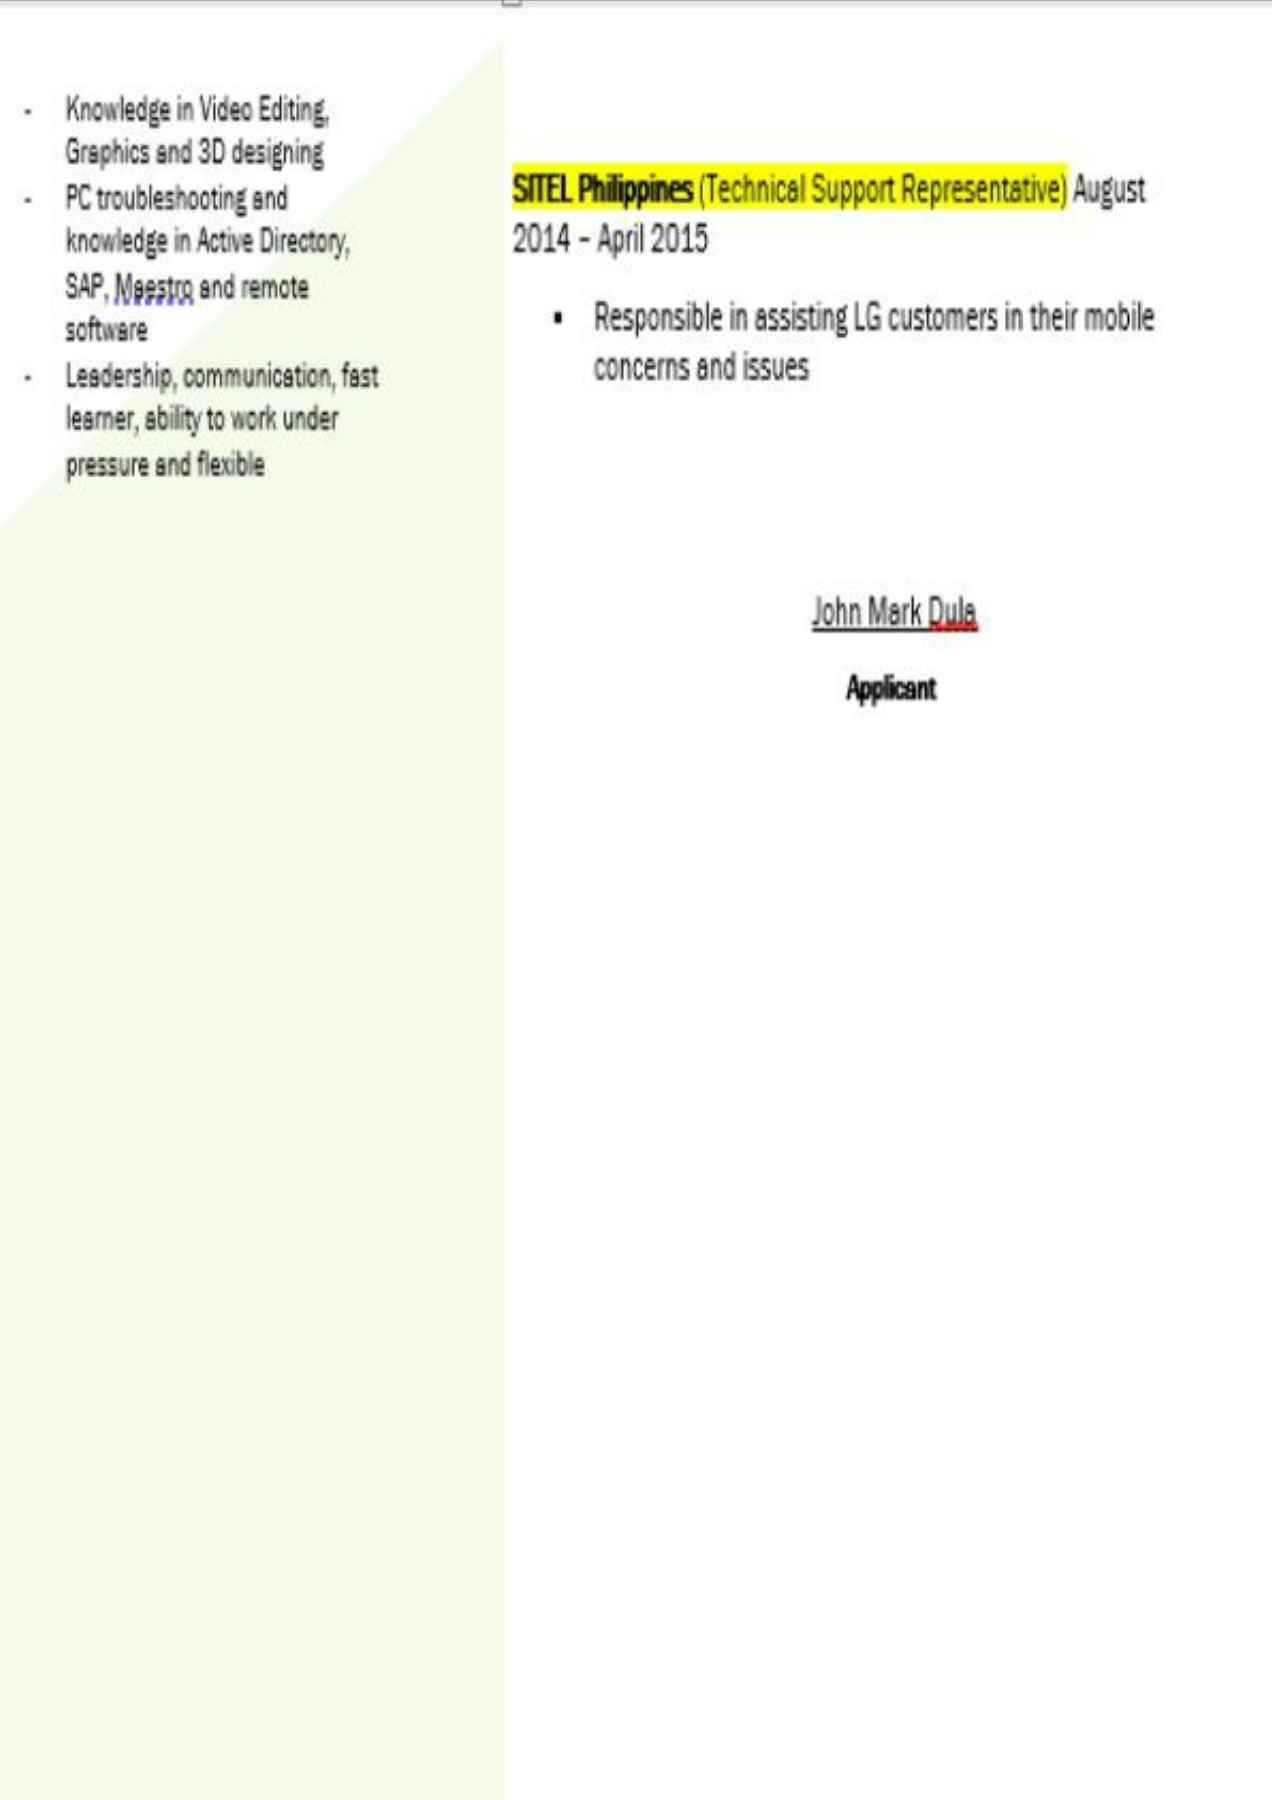 - Knowledge in Video Editing,
Graphics and 3D designing
- PC troubleshooting and
knowledge in Active Directory,
SAP, Maestro and remote
software
- Leadership, communication, fast
learner, ability to work under
pressure and flexible
SITEL Philippines (Technical Support Representative) August
2014 – April 2015
▪ Responsible in assisting LG customers in their mobile
concerns and issues
John Mark Dula
Applicant